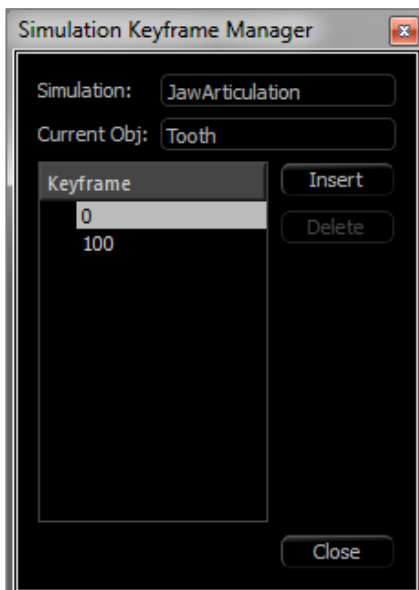 Simulation Keyframe Manager
Simulation: JawArticulation
Current Obj: Tooth
Keyframe
Insert
0
Delete
100
Close